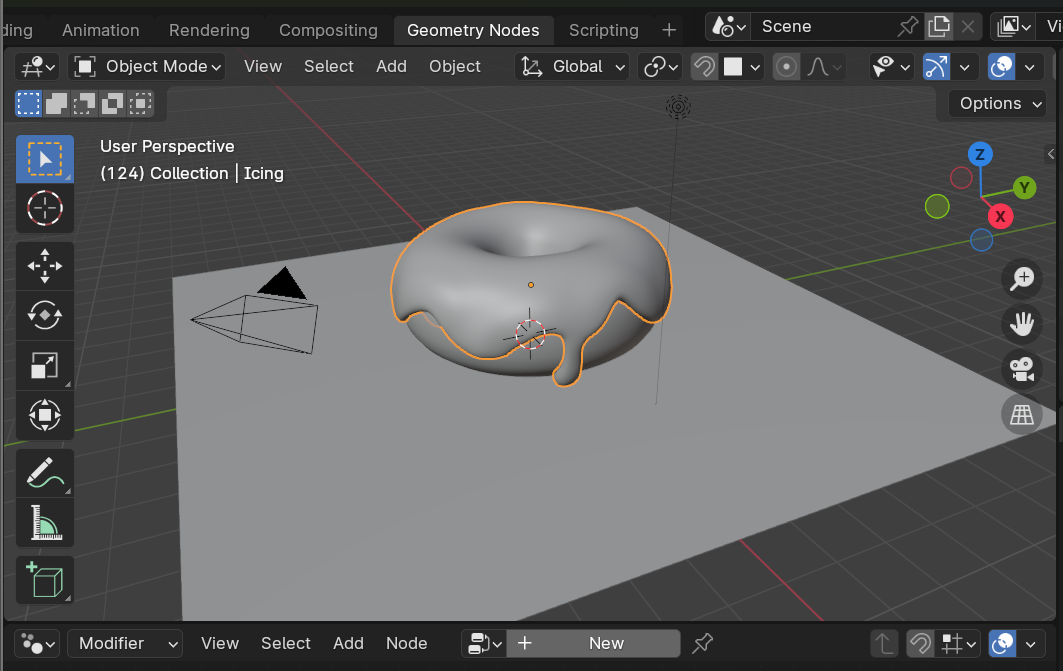 ding Animation Rendering Compositing Geometry Nodes Scripting + Scene Vi
Object Mode View Select Add Object Global
Options
User Perspective
(124) Collection | Icing
Z
Y
X
Modifier View Select Add Node + New